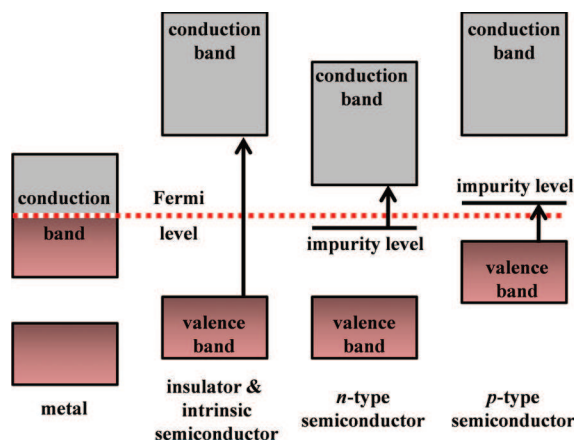 conduction
band
conduction
band
conduction
band
conduction
band
Fermi
level
impurity level
impurity level
valence
band
valence
band
valence
band
metal
insulator &
intrinsic
semiconductor
n-type
semiconductor
p-type
semiconductor